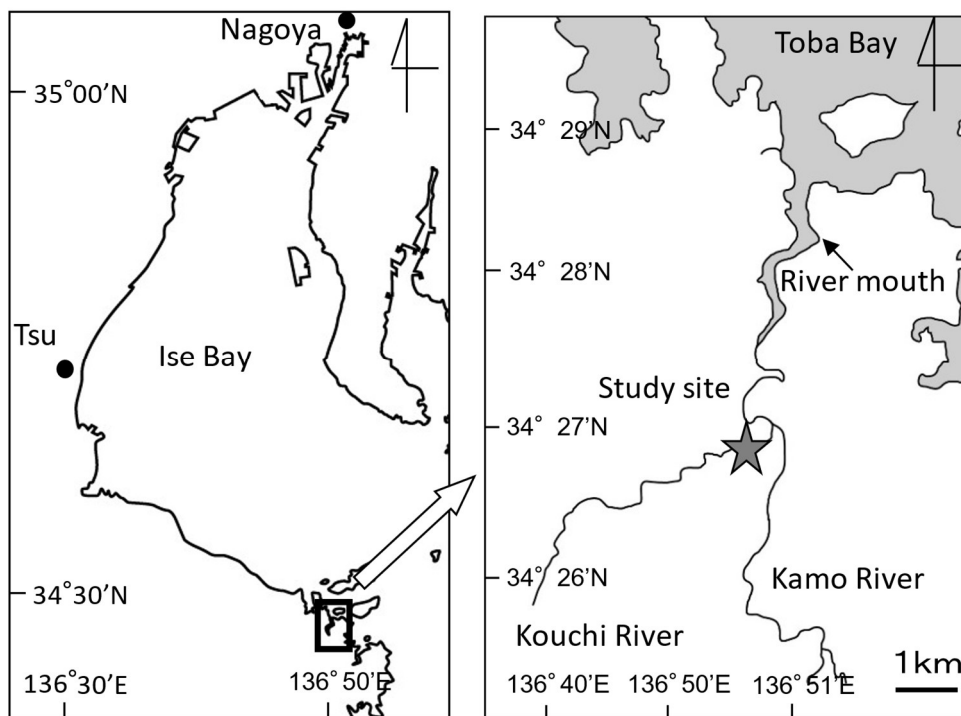 Nagoya
35°00'N
Tsu
Ise Bay
34°30'N
136°30'E
136°50'E
Toba Bay
34° 29'N
34° 28'N
River mouth
Study site
34° 27'N
34° 26'N
Kamo River
Kouchi River
1km
136° 40'E
136° 50'E
136° 51'E